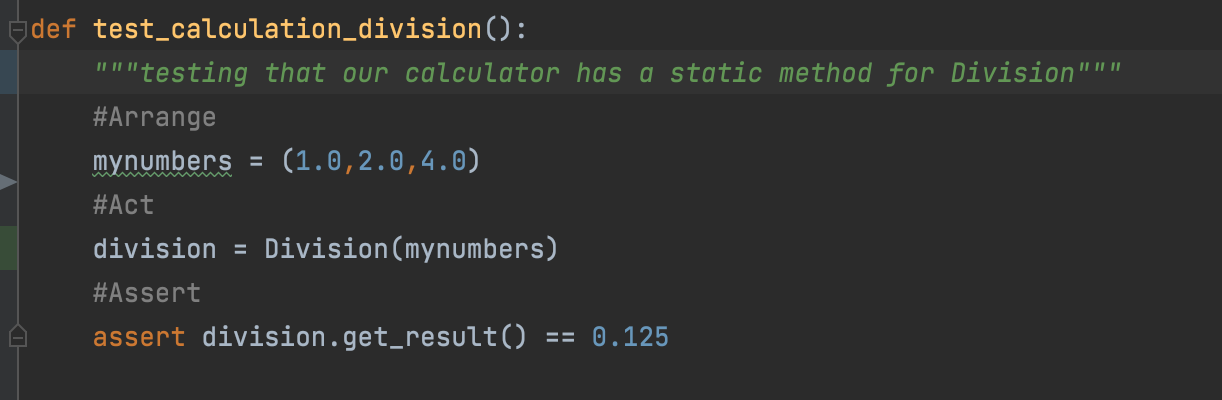 def test_calculation_division():
"""testing that our calculator has a static method for Division"""
#Arrange
mynumbers = (1.0,2.0,4.0)
#Act
division = Division(mynumbers)
#Assert
assert division.get_result() == 0.125